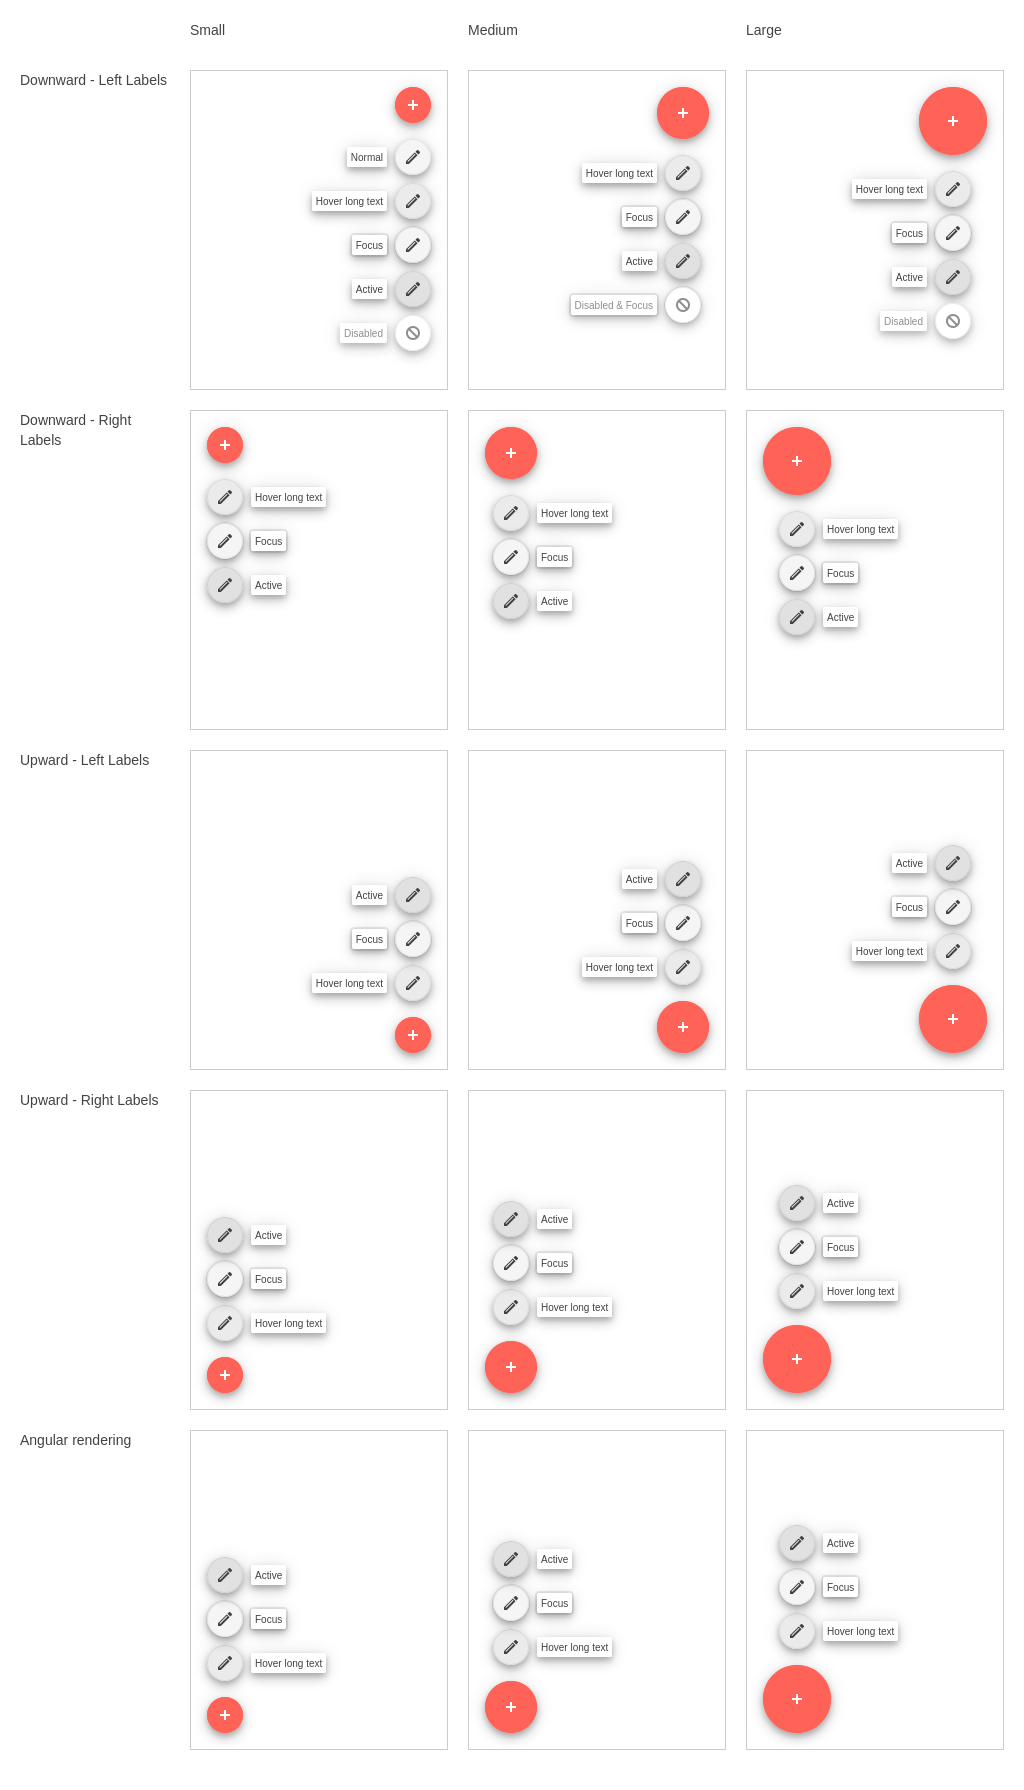 Small
Medium
Large
Downward - Left Labels
Normal
Hover long text
Focus
Active
Disabled
Hover long text
Focus
Active
Disabled & Focus
Hover long text
Focus
Active
Disabled
Downward - Right
Labels
Hover long text
Focus
Active
Hover long text
Focus
Active
Hover long text
Focus
Active
Upward - Left Labels
Active
Focus
Hover long text
Active
Focus
Hover long text
Active
Focus
Hover long text
Upward - Right Labels
Active
Focus
Hover long text
Active
Focus
Hover long text
Active
Focus
Hover long text
Angular rendering
Active
Focus
Hover long text
Active
Focus
Hover long text
Active
Focus
Hover long text